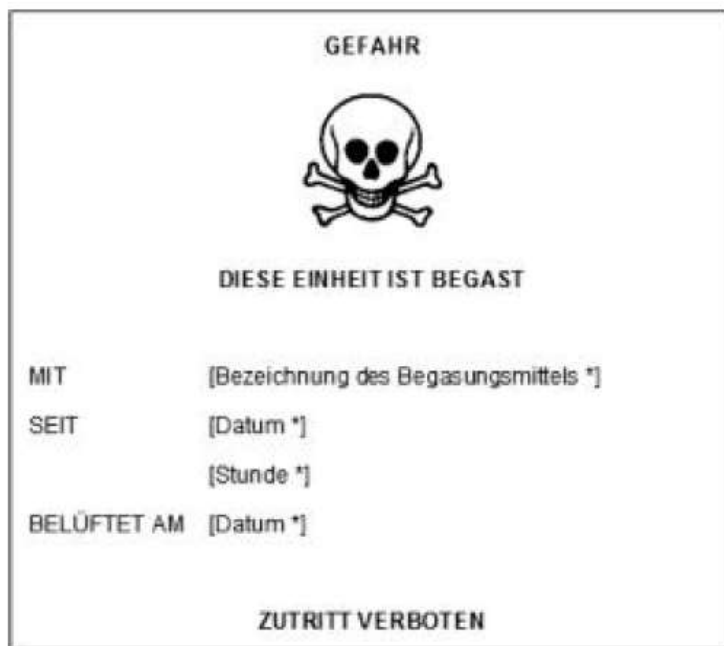 GEFAHR
DIESE EINHEIT IST BEGAST
MIT [Bezeichnung des Begasungsmittels *]
SEIT [Datum *]
[Stunde *]
BELÜFTET AM [Datum *]
ZUTRITT VERBOTEN